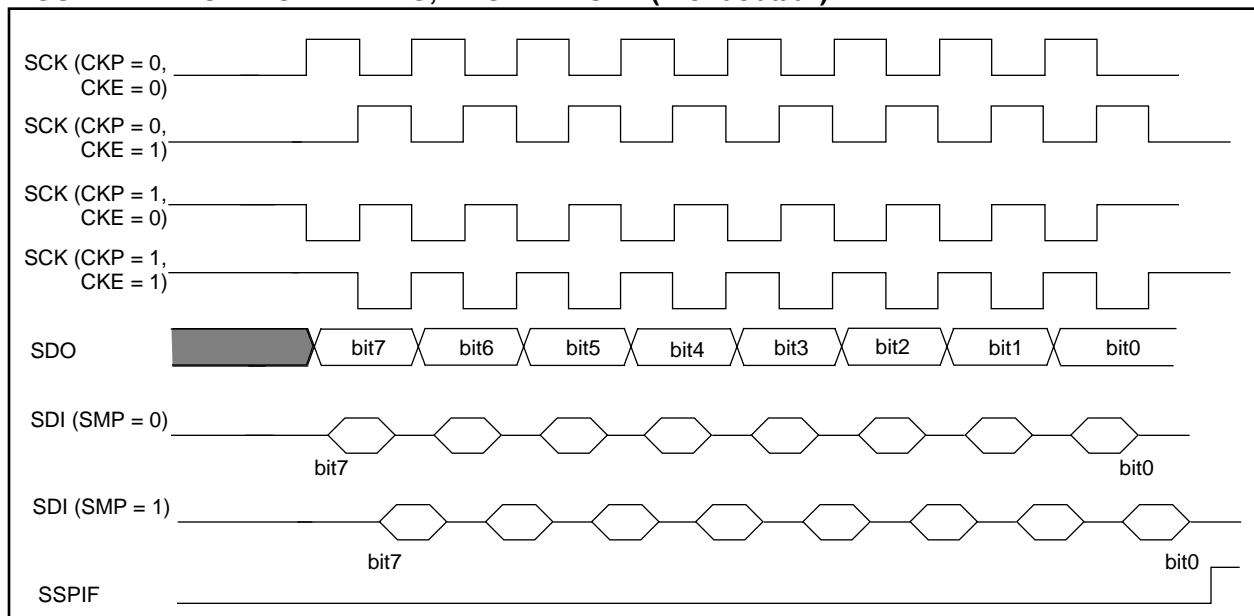 SCK (CKP = 0,
CKE = 0)
SCK (CKP = 0,
CKE = 1)
SCK (CKP = 1,
CKE = 0)
SCK (CKP = 1,
CKE = 1)
SDO
bit7 bit6 bit5 bit4 bit3 bit2 bit1 bit0
SDI (SMP = 0)
bit7 bit0
SDI (SMP = 1)
bit7 bit0
SSPIF